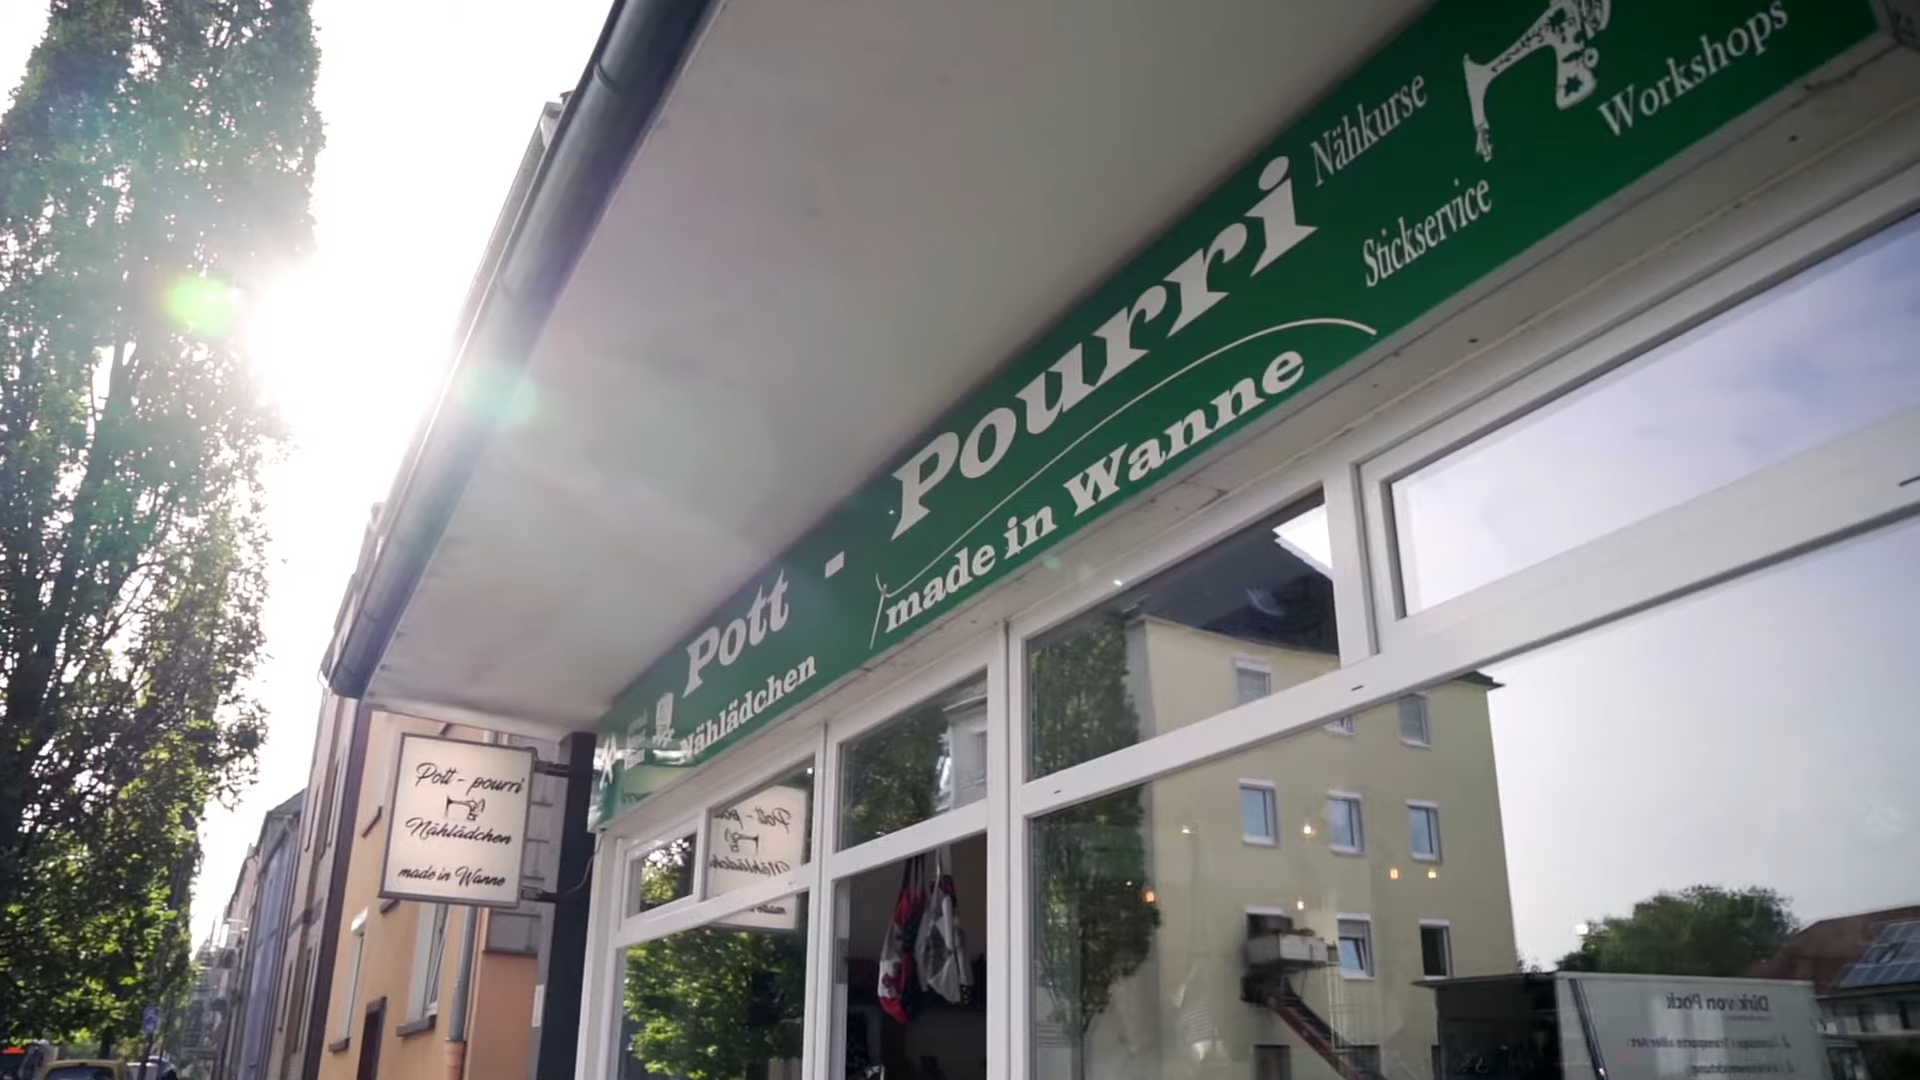 Pott - Pourri
Nähkurse
Workshops
Stickservice
made in Wanne
Nählädchen
Pott - pourri
Nählädchen
made in Wanne
Dirk von Pock